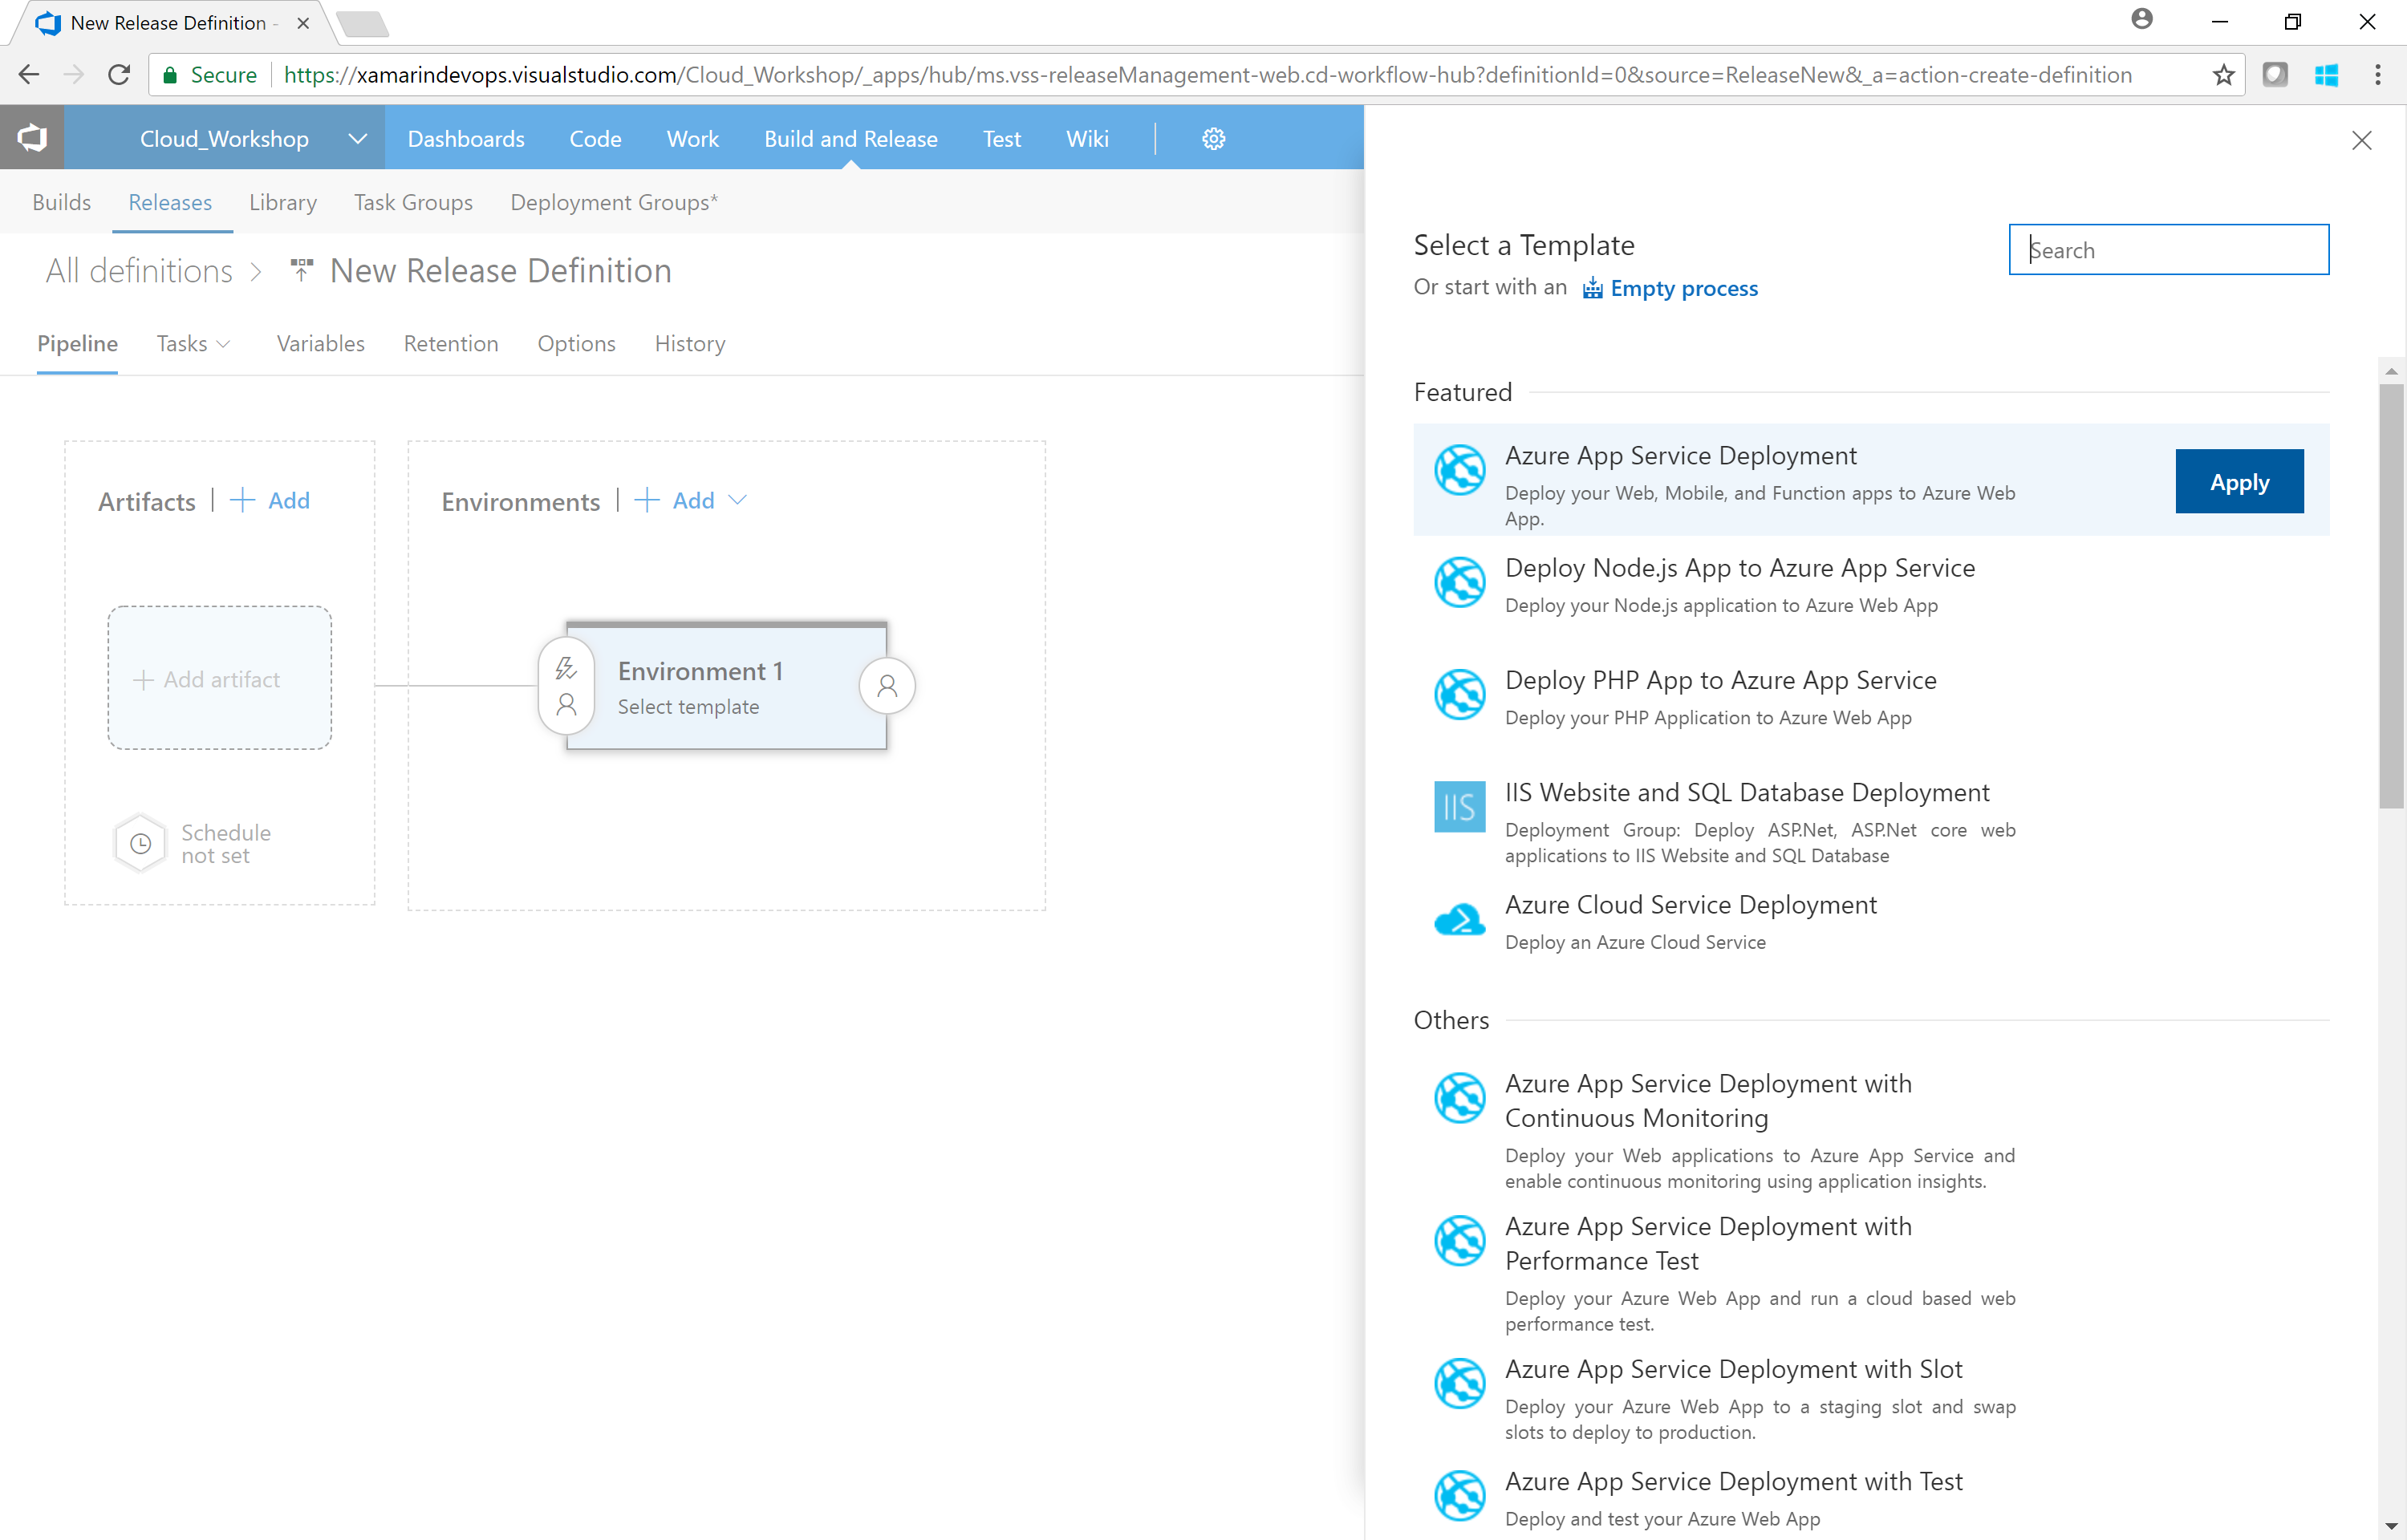 New Release Definition -
Secure
https://xamarindevops.visualstudio.com/Cloud_Workshop/_apps/hub/ms.vss-releaseManagement-web.cd-workflow-hub?definitionId=0&source=ReleaseNew&_a=action-create-definition
Cloud_Workshop
Dashboards
Code
Work
Build and Release
Test
Wiki
Builds
Releases
Library
Task Groups
Deployment Groups*
All definitions
New Release Definition
Pipeline
Tasks
Variables
Retention
Options
History
Artifacts | + Add
+ Add artifact
Schedule
not set
Environments | + Add
Environment 1
Select template
Select a Template
Or start with an Empty process
Search
Featured
Azure App Service Deployment
Deploy your Web, Mobile, and Function apps to Azure Web
App.
Apply
Deploy Node.js App to Azure App Service
Deploy your Node.js application to Azure Web App
Deploy PHP App to Azure App Service
Deploy your PHP Application to Azure Web App
IIS
IIS Website and SQL Database Deployment
Deployment Group: Deploy ASP.Net, ASP.Net core web
applications to IIS Website and SQL Database
Azure Cloud Service Deployment
Deploy an Azure Cloud Service
Others
Azure App Service Deployment with
Continuous Monitoring
Deploy your Web applications to Azure App Service and
enable continuous monitoring using application insights.
Azure App Service Deployment with
Performance Test
Deploy your Azure Web App and run a cloud based web
performance test.
Azure App Service Deployment with Slot
Deploy your Azure Web App to a staging slot and swap
slots to deploy to production.
Azure App Service Deployment with Test
Deploy and test your Azure Web App